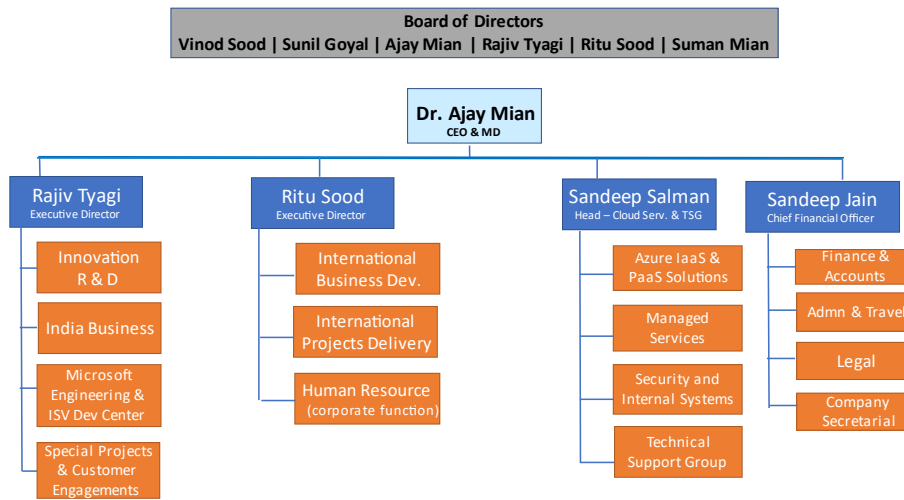 Board of Directors
Vinod Sood | Sunil Goyal | Ajay Mian | Rajiv Tyagi | Ritu Sood | Suman Mian
Dr. Ajay Mian
CEO & MD
Rajiv Tyagi
Executive Director
Innovation
R & D
India Business
Microsoft
Engineering &
ISV Dev Center
Special Projects
& Customer
Engagements
Ritu Sood
Executive Director
International
Business Dev.
International
Projects Delivery
Human Resource
(corporate function)
Sandeep Salman
Head – Cloud Serv. & TSG
Azure IaaS &
PaaS Solutions
Managed
Services
Security and
Internal Systems
Technical
Support Group
Sandeep Jain
Chief Financial Officer
Finance &
Accounts
Admn & Travel
Legal
Company
Secretarial